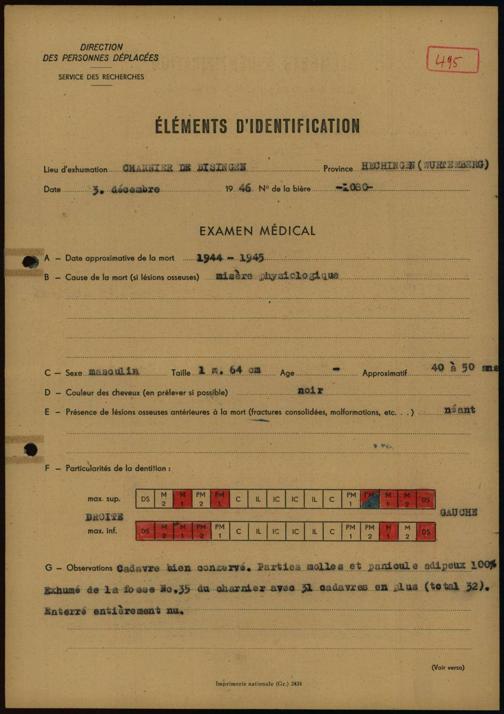 DIRECTION
DES PERSONNES DÉPLACÉES
SERVICE DES RECHERCHES
495
ÉLÉMENTS D'IDENTIFICATION
Lieu d'exhumation CHARNIER DE BISINGEN Province HECHINGEN (WURTEMBERG)
Date 3. décembre 19 46 N° de la bière -1080-
EXAMEN MÉDICAL
A – Date approximative de la mort 1944 - 1945
B – Cause de la mort (si lésions osseuses) misère physiologique
C – Sexe masculin Taille 1 m. 64 cm Age - Approximatif 40 à 50 ans
D – Couleur des cheveux (en prélever si possible) noir
E – Présence de lésions osseuses antérieures à la mort (fractures consolidées, malformations, etc. . .) néant
F – Particularités de la dentition :
max. sup. DS M 2 M 1 PM 2 PM 1 C IL IC IC IL C PM 1 PM 2 M 1 M 2 DS
DROITE GAUCHE
max. inf. DS M 1 M 2 PM 2 PM 1 C IL IC IC IL C PM 1 PM 2 M 1 M 2 DS
G – Observations Cadavre bien conservé. Parties molles et panicule adipeux 100%
Exhumé de la fosse No.35 du charnier avec 31 cadavres en plus (total 32).
Enterré entièrement nu.
(Voir verso)
Imprimerie nationale (Gr.) 2434